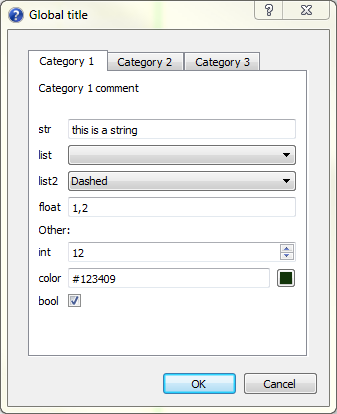 Global title
Category 1 Category 2 Category 3
Category 1 comment
str this is a string
list
list2 Dashed
float 1,2
Other:
int 12
color #123409
bool
OK Cancel